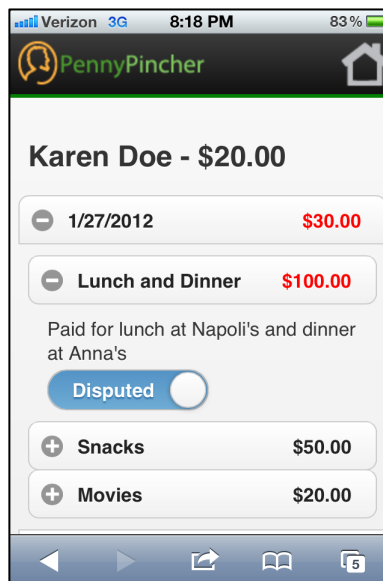 Verizon 3G 8:18 PM 83%
PennyPincher
Karen Doe - $20.00
1/27/2012 $30.00
Lunch and Dinner $100.00
Paid for lunch at Napoli's and dinner
at Anna's
Disputed
Snacks $50.00
Movies $20.00
5